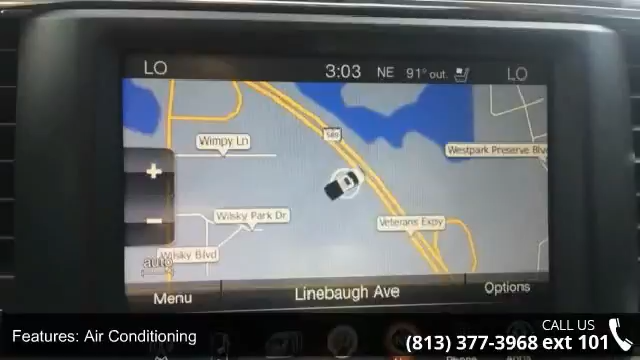 LO 3:03 NE 91° out. LO
589
Wimpy Ln
Westpark Preserve Blv
+
Wilsky Park Dr
Veterans Expy
–
Wilsky Blvd
auto
Menu Linebaugh Ave Options
Features: Air Conditioning
CALL US
(813) 377-3968 ext 101